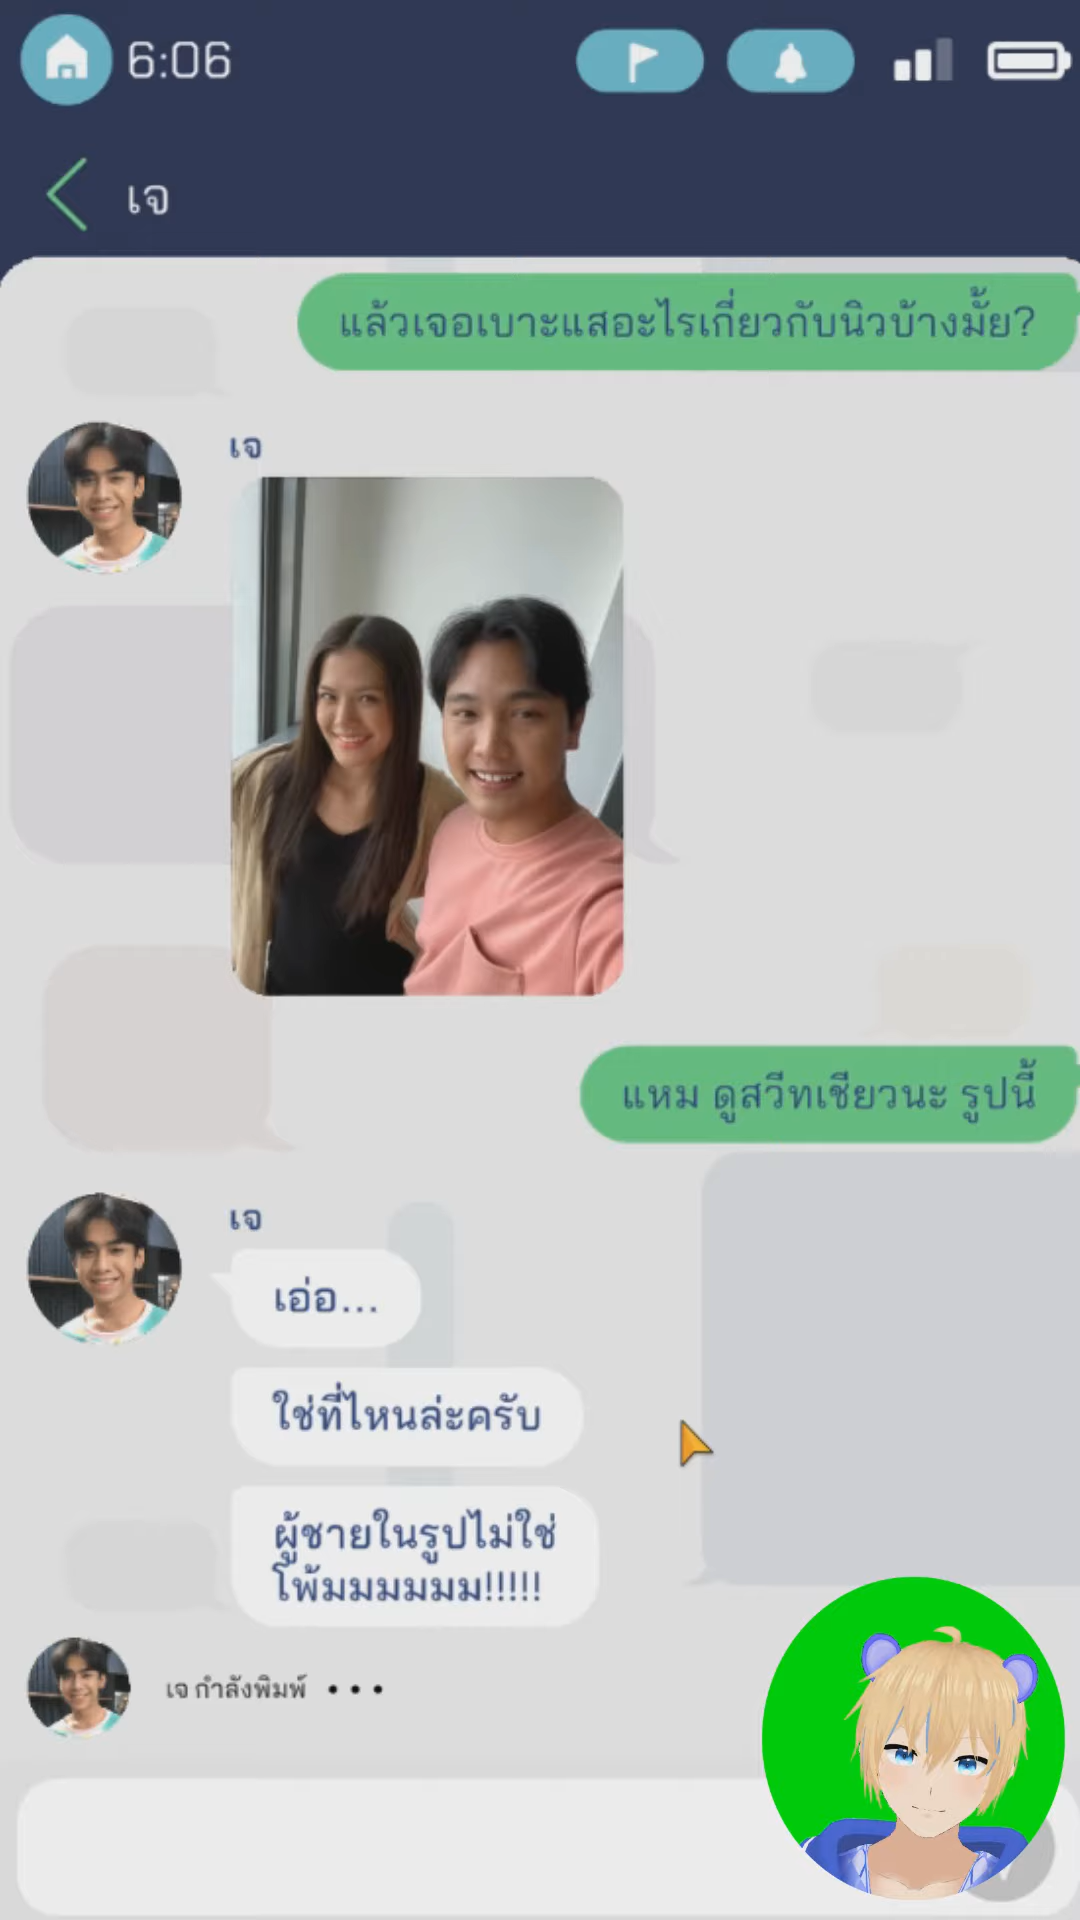 6:06
เจ
แล้วเจอเบาะแสอะไรเกี่ยวกับนิวบ้างมั้ย?
เจ
แหม ดูสวีทเชียวนะ รูปนี้
เจ
เอ่อ...
ใช่ที่ไหนล่ะครับ
ผู้ชายในรูปไม่ใช่
โพ้มมมมมม!!!!!
เจ กำลังพิมพ์ •••